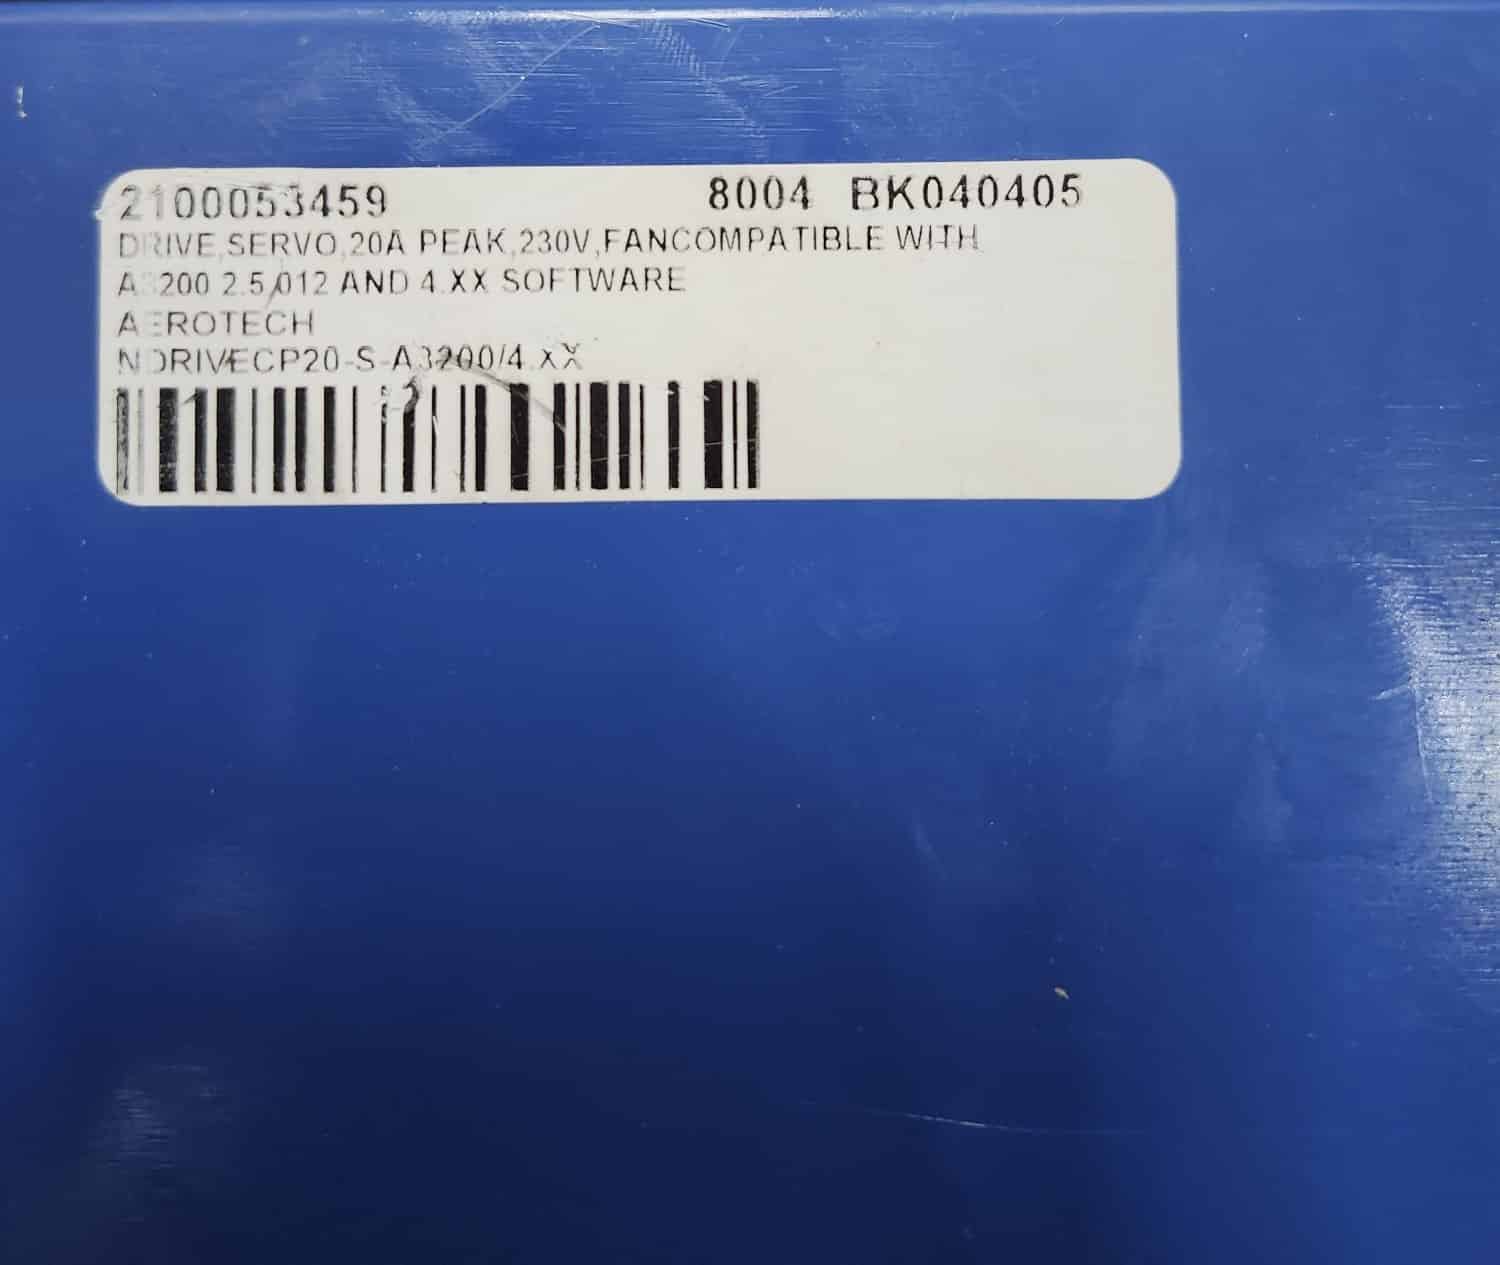 2100053459 8004 BK040405
DRIVE,SERVO,20A PEAK,230V,FANCOMPATIBLE WITH
A3200 2.5.012 AND 4.XX SOFTWARE
AEROTECH
NDRIVECP20-S-A3200/4.XX